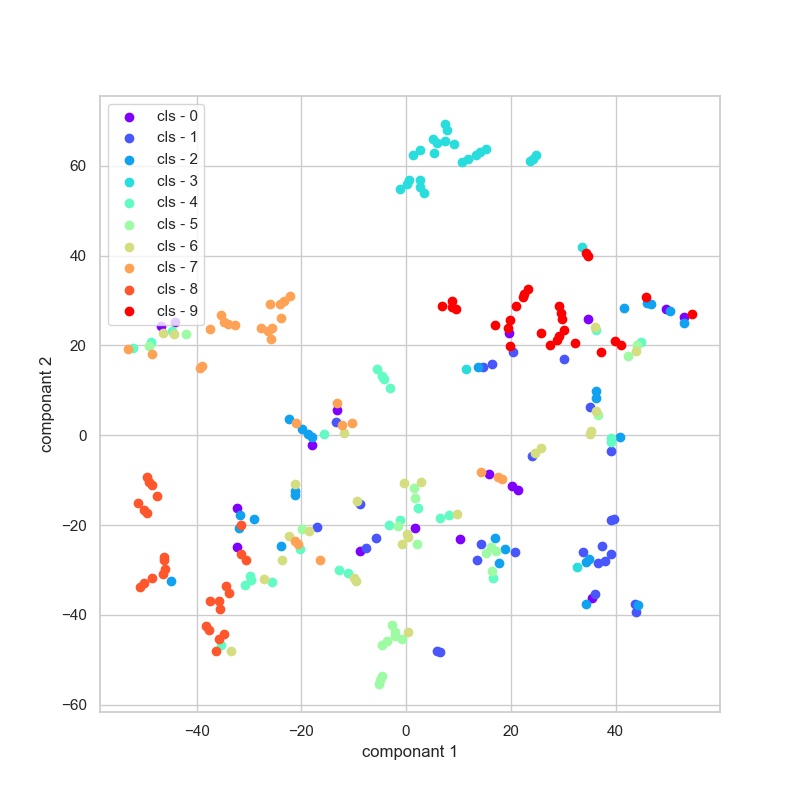 cls - 0
cls - 1
cls - 2
cls - 3
cls - 4
cls - 5
cls - 6
cls - 7
cls - 8
cls - 9
60
40
20
0
−20
−40
−60
componant 2
−40 −20 0 20 40
componant 1